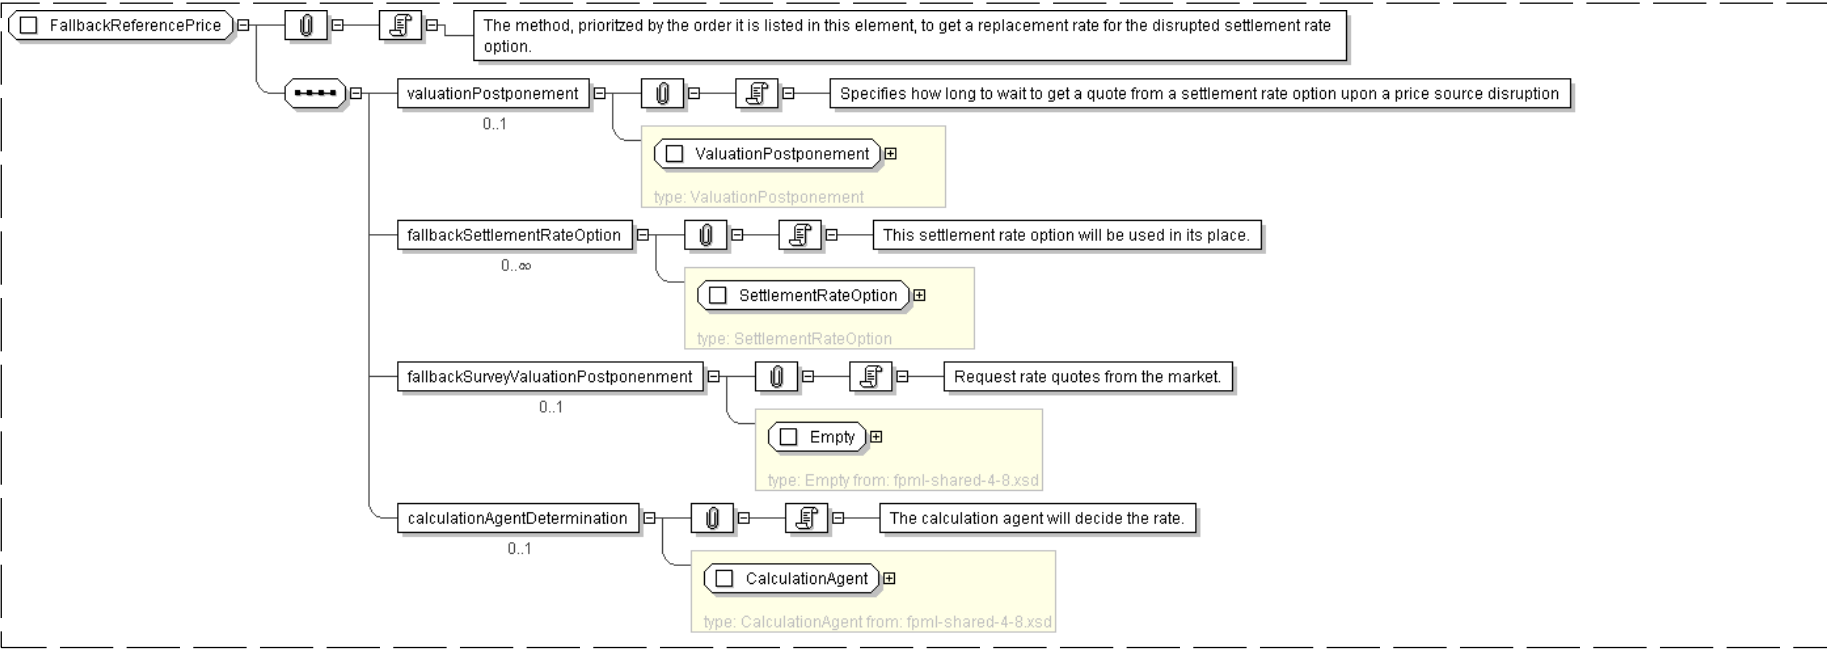 FallbackReferencePrice
The method, prioritzed by the order it is listed in this element, to get a replacement rate for the disrupted settlement rate
option.
valuationPostponement
Specifies how long to wait to get a quote from a settlement rate option upon a price source disruption
0..1
ValuationPostponement
type: ValuationPostponement
fallbackSettlementRateOption
This settlement rate option will be used in its place.
0..∞
SettlementRateOption
type: SettlementRateOption
fallbackSurveyValuationPostponenment
Request rate quotes from the market.
0..1
Empty
type: Empty from: fpml-shared-4-8.xsd
calculationAgentDetermination
The calculation agent will decide the rate.
0..1
CalculationAgent
type: CalculationAgent from: fpml-shared-4-8.xsd